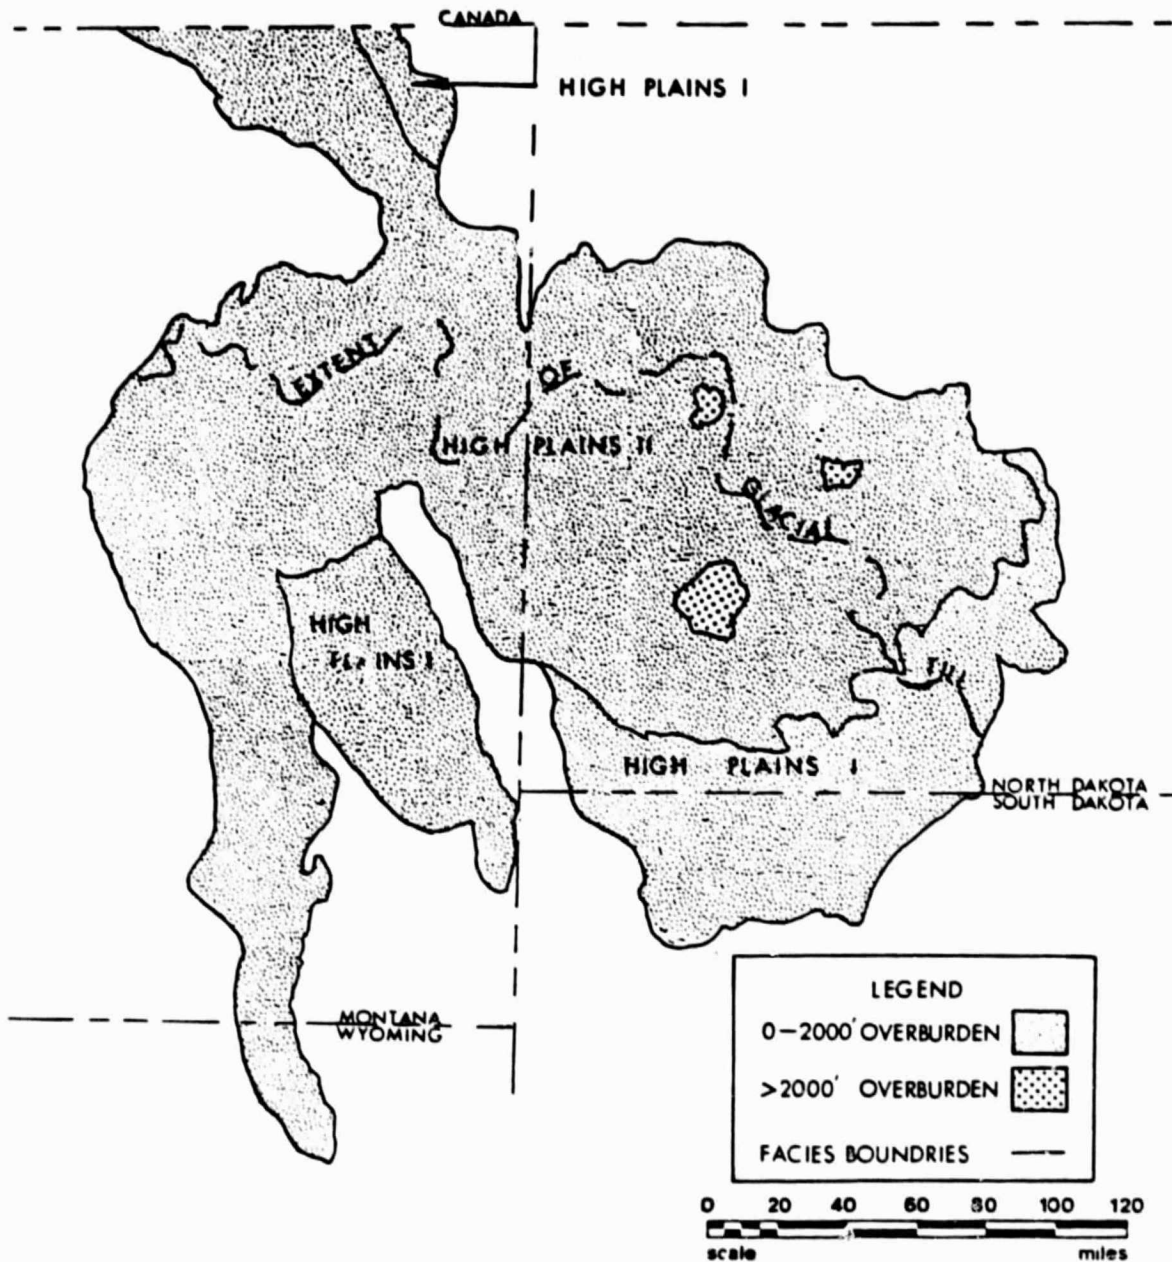 CANADA
HIGH PLAINS I
EXTENT OF GLACIAL TILL
HIGH PLAINS II
HIGH
PLAINS I
HIGH PLAINS I
NORTH DAKOTA
SOUTH DAKOTA
MONTANA
WYOMING
LEGEND
0-2000' OVERBURDEN
>2000' OVERBURDEN
FACIES BOUNDRIES
0 20 40 60 80 100 120
scale miles